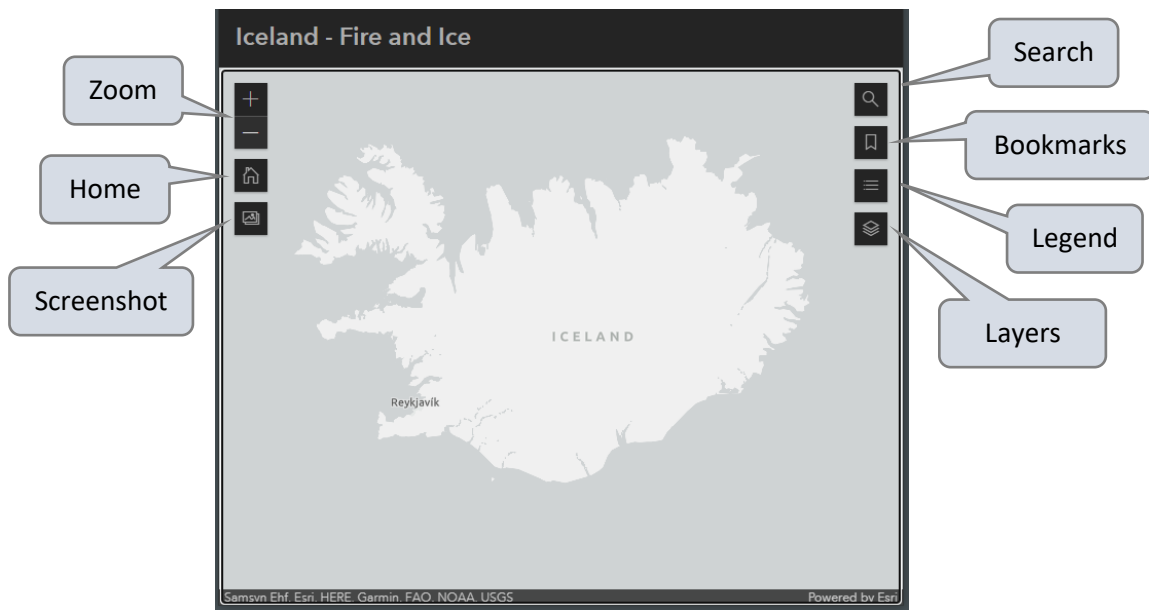 Iceland - Fire and Ice
Zoom
Home
Screenshot
Search
Bookmarks
Legend
Layers
ICELAND
Reykjavík
Samsyn Ehf, Esri, HERE, Garmin, FAO, NOAA, USGS
Powered by Esri